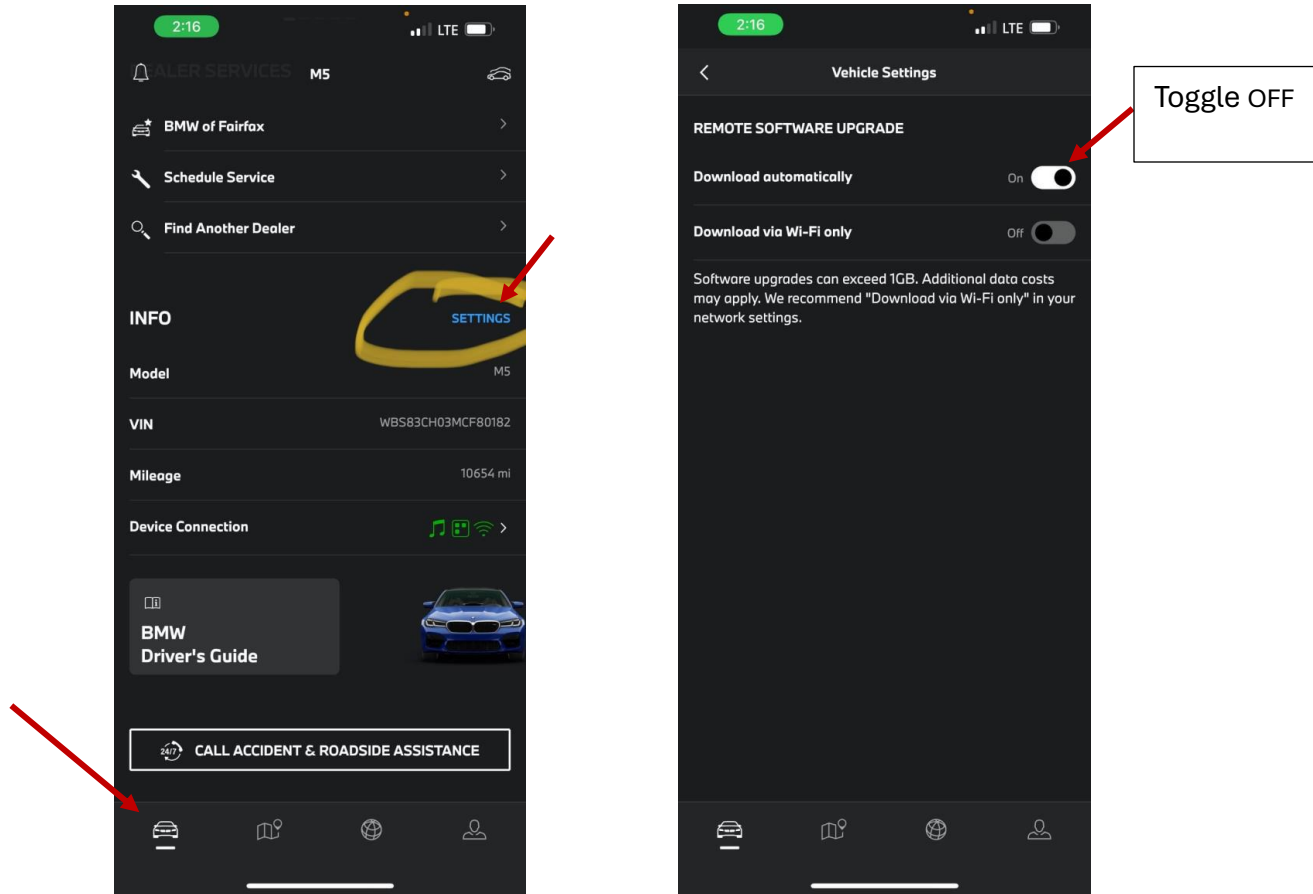 2:16
LTE
DEALER SERVICES
M5
BMW of Fairfax
Schedule Service
Find Another Dealer
INFO
SETTINGS
Model
M5
VIN
WBS83CH03MCF80182
Mileage
10654 mi
Device Connection
BMW
Driver's Guide
24/7
CALL ACCIDENT & ROADSIDE ASSISTANCE
2:16
LTE
Vehicle Settings
REMOTE SOFTWARE UPGRADE
Download automatically
On
Download via Wi-Fi only
Off
Software upgrades can exceed 1GB. Additional data costs
may apply. We recommend "Download via Wi-Fi only" in your
network settings.
Toggle OFF